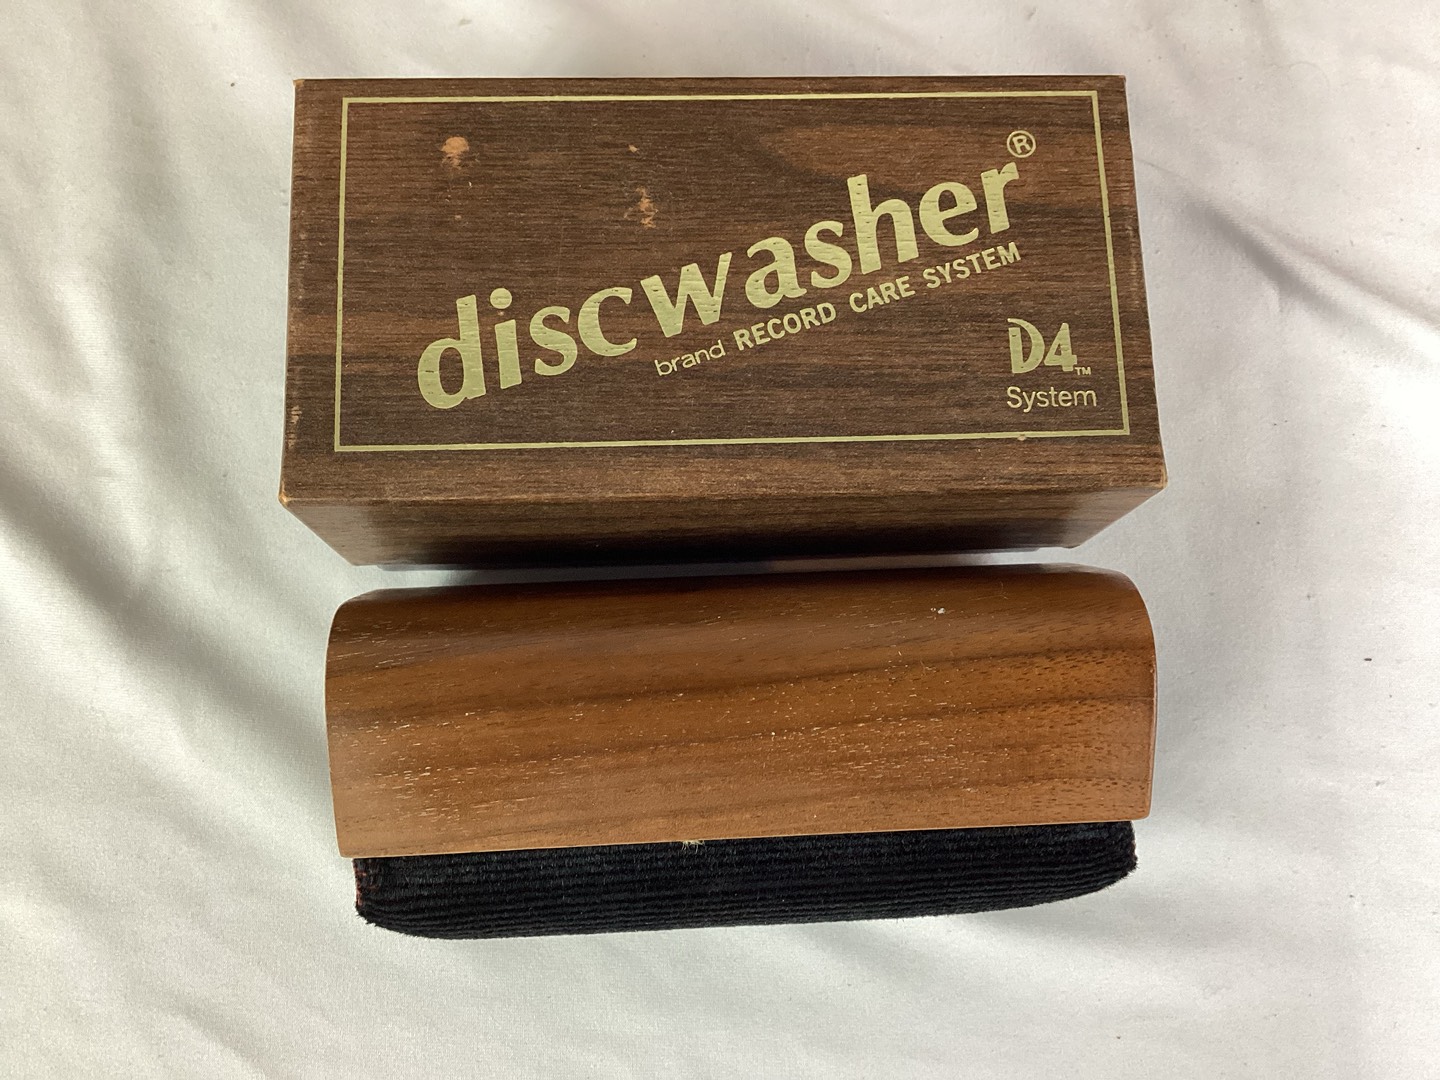 discwasher®
brand RECORD CARE SYSTEM
D4™
System